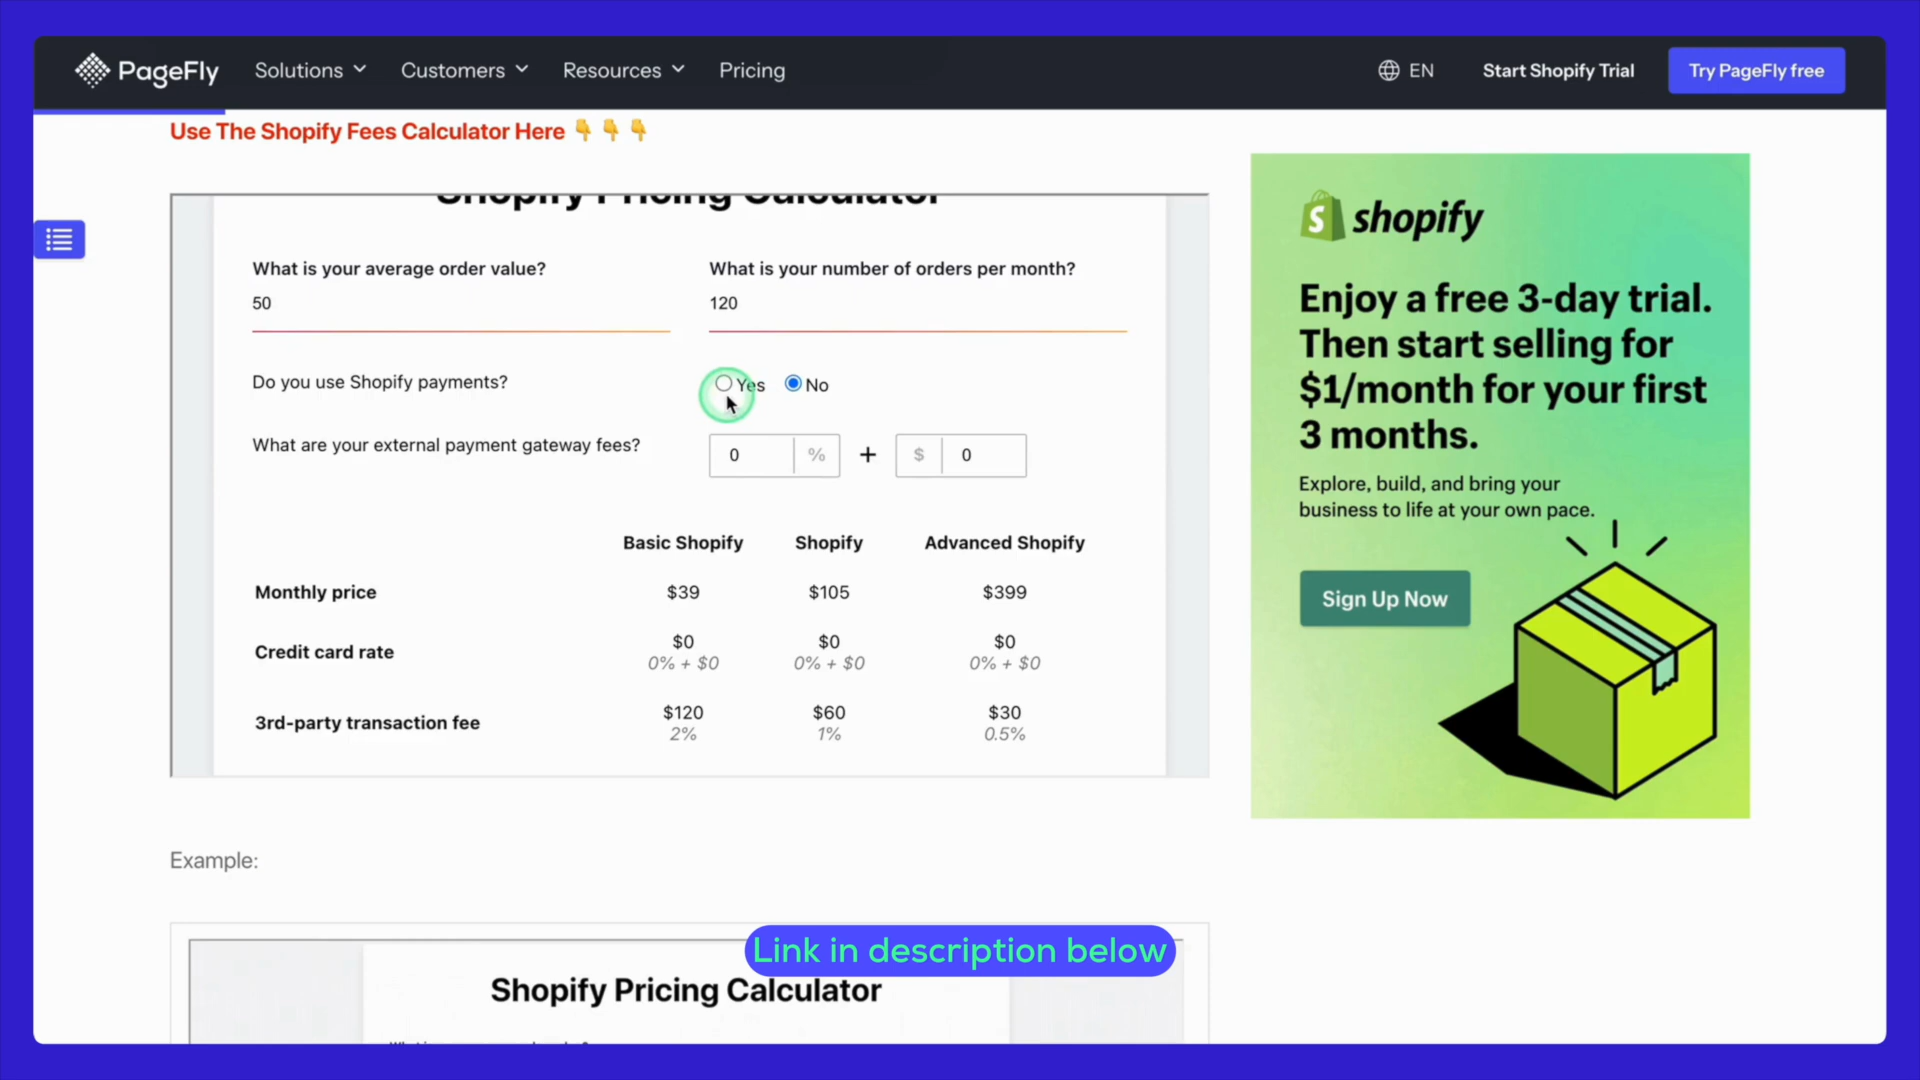 PageFly
Solutions
Customers
Resources
Pricing
EN
Start Shopify Trial
Try PageFly free
Use The Shopify Fees Calculator Here 👇 👇 👇
Shopify Pricing Calculator
What is your average order value?
50
What is your number of orders per month?
120
Do you use Shopify payments?
Yes
No
What are your external payment gateway fees?
0 %
+
$ 0
Basic Shopify Shopify Advanced Shopify
Monthly price $39 $105 $399
Credit card rate $0 $0 $0
0% + $0 0% + $0 0% + $0
3rd-party transaction fee $120 $60 $30
2% 1% 0.5%
shopify
Enjoy a free 3-day trial.
Then start selling for
$1/month for your first
3 months.
Explore, build, and bring your
business to life at your own pace.
Sign Up Now
Example:
Link in description below
Shopify Pricing Calculator